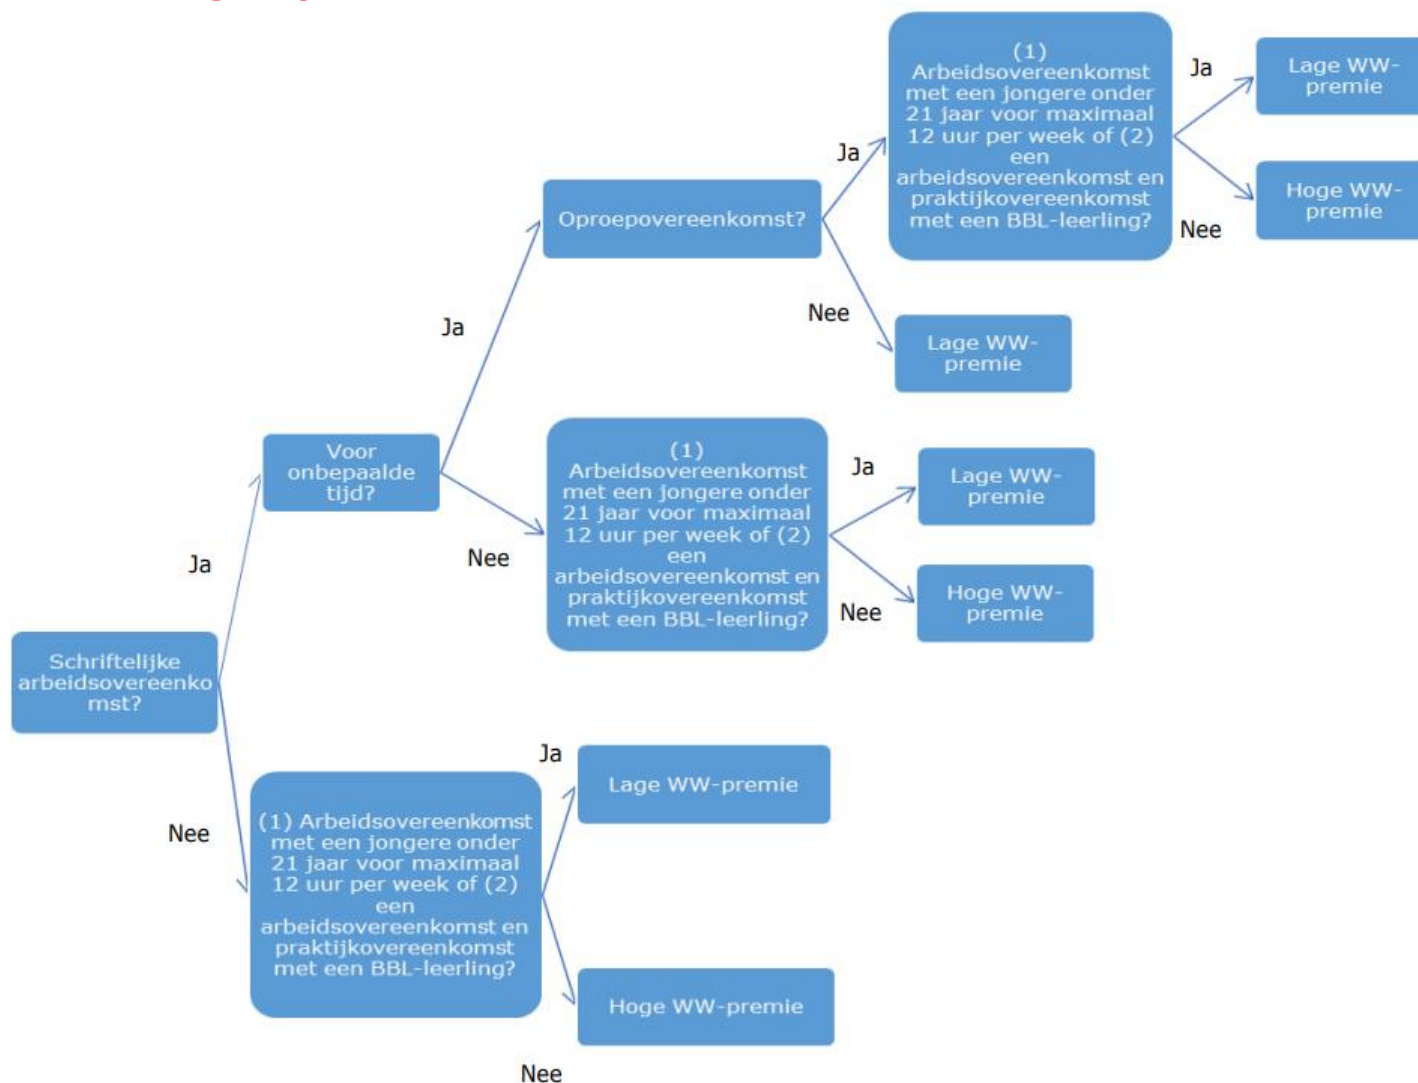 (1)
Arbeidsovereenkomst
met een jongere onder
21 jaar voor maximaal
12 uur per week of (2)
een
arbeidsovereenkomst en
praktijkovereenkomst
met een BBL-leerling?
Ja
Lage WW-
premie
Nee
Hoge WW-
premie
Ja
Oproepovereenkomst?
Nee
Lage WW-
premie
Ja
Voor
onbepaalde
tijd?
Nee
(1)
Arbeidsovereenkomst
met een jongere onder
21 jaar voor maximaal
12 uur per week of (2)
een
arbeidsovereenkomst en
praktijkovereenkomst
met een BBL-leerling?
Ja
Lage WW-
premie
Nee
Hoge WW-
premie
Ja
Schriftelijke
arbeidsovereenko
mst?
Nee
(1) Arbeidsovereenkomst
met een jongere onder
21 jaar voor maximaal
12 uur per week of (2)
een
arbeidsovereenkomst en
praktijkovereenkomst
met een BBL-leerling?
Ja
Lage WW-premie
Hoge WW-premie
Nee